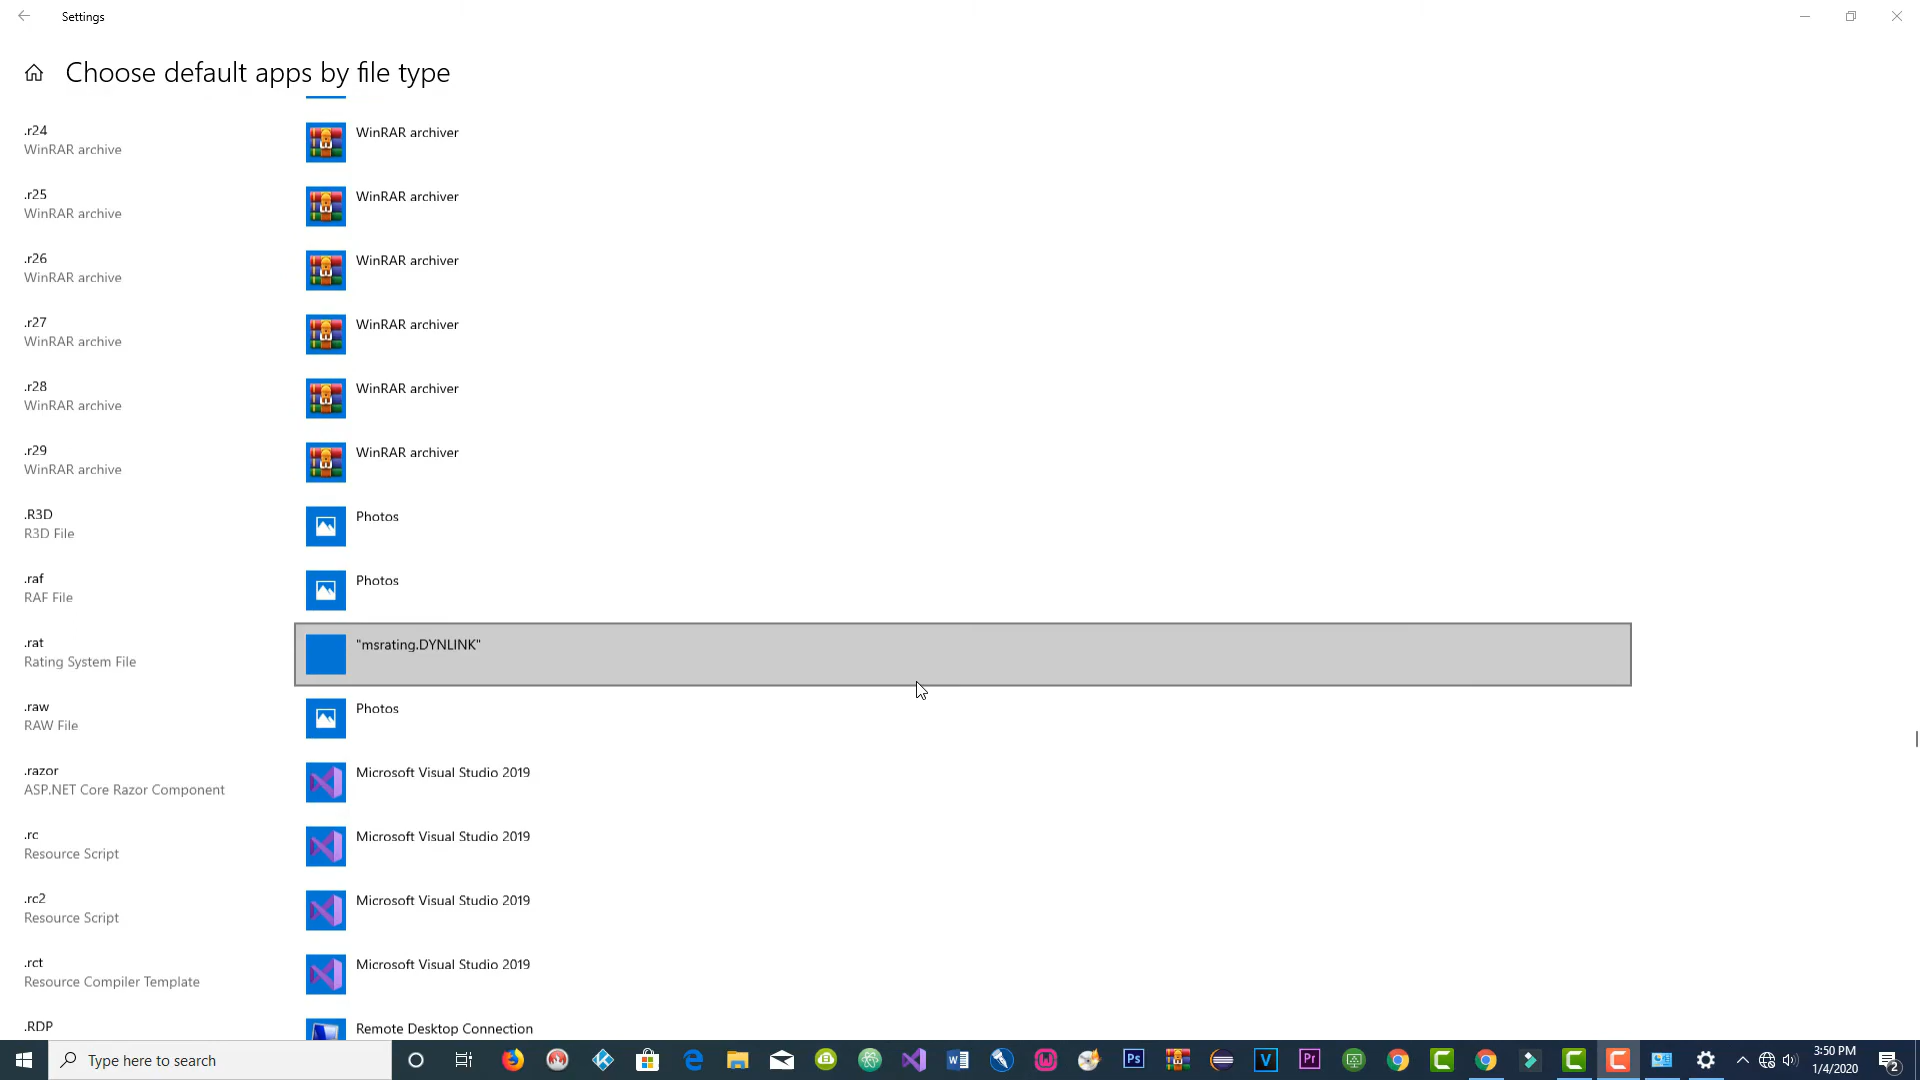 Settings
Choose default apps by file type
.r24
WinRAR archive
WinRAR archiver
.r25
WinRAR archive
WinRAR archiver
.r26
WinRAR archive
WinRAR archiver
.r27
WinRAR archive
WinRAR archiver
.r28
WinRAR archive
WinRAR archiver
.r29
WinRAR archive
WinRAR archiver
.R3D
R3D File
Photos
.raf
RAF File
Photos
.rat
Rating System File
"msrating.DYNLINK"
.raw
RAW File
Photos
.razor
ASP.NET Core Razor Component
Microsoft Visual Studio 2019
.rc
Resource Script
Microsoft Visual Studio 2019
.rc2
Resource Script
Microsoft Visual Studio 2019
.rct
Resource Compiler Template
Microsoft Visual Studio 2019
.RDP
Remote Desktop Connection
Type here to search
Ps
V
Pr
3:50 PM
1/4/2020
2